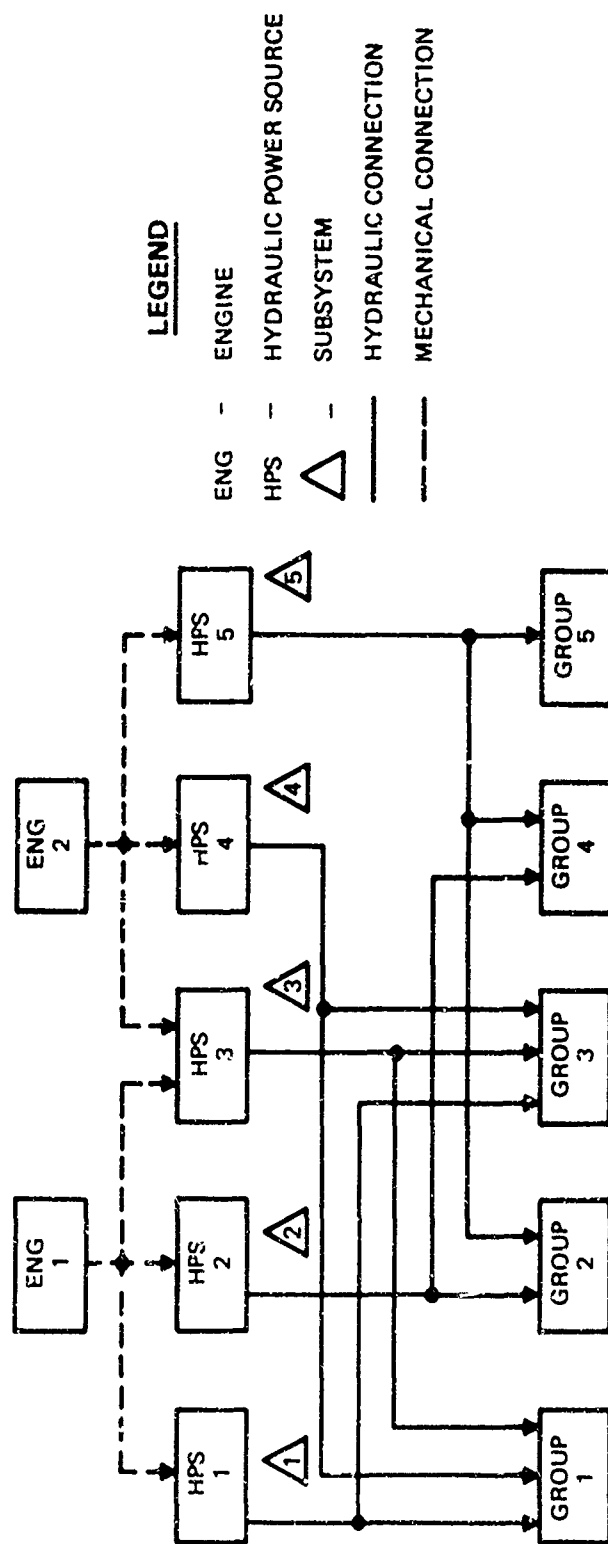 ENG
1
ENG
2
HPS
1
HPS
2
HPS
3
HPS
4
HPS
5
1
2
3
4
5
GROUP
1
GROUP
2
GROUP
3
GROUP
4
GROUP
5
LEGEND
ENG - ENGINE
HPS - HYDRAULIC POWER SOURCE
- SUBSYSTEM
HYDRAULIC CONNECTION
MECHANICAL CONNECTION